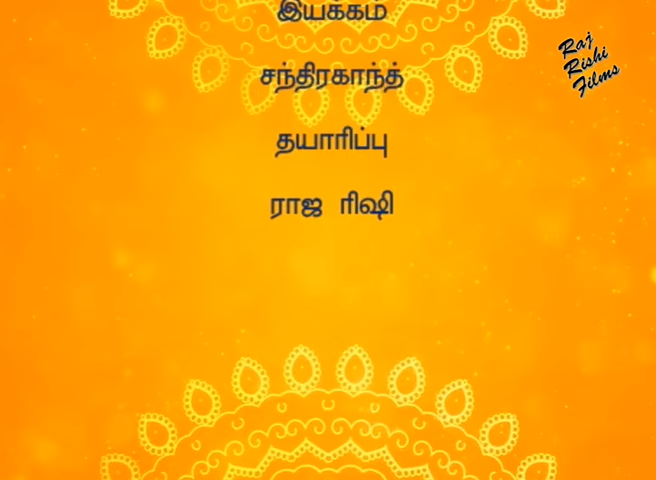 இயக்கம்
சந்திரகாந்த்
தயாரிப்பு
ராஜ ரிஷி
Raj
Rishi
Films